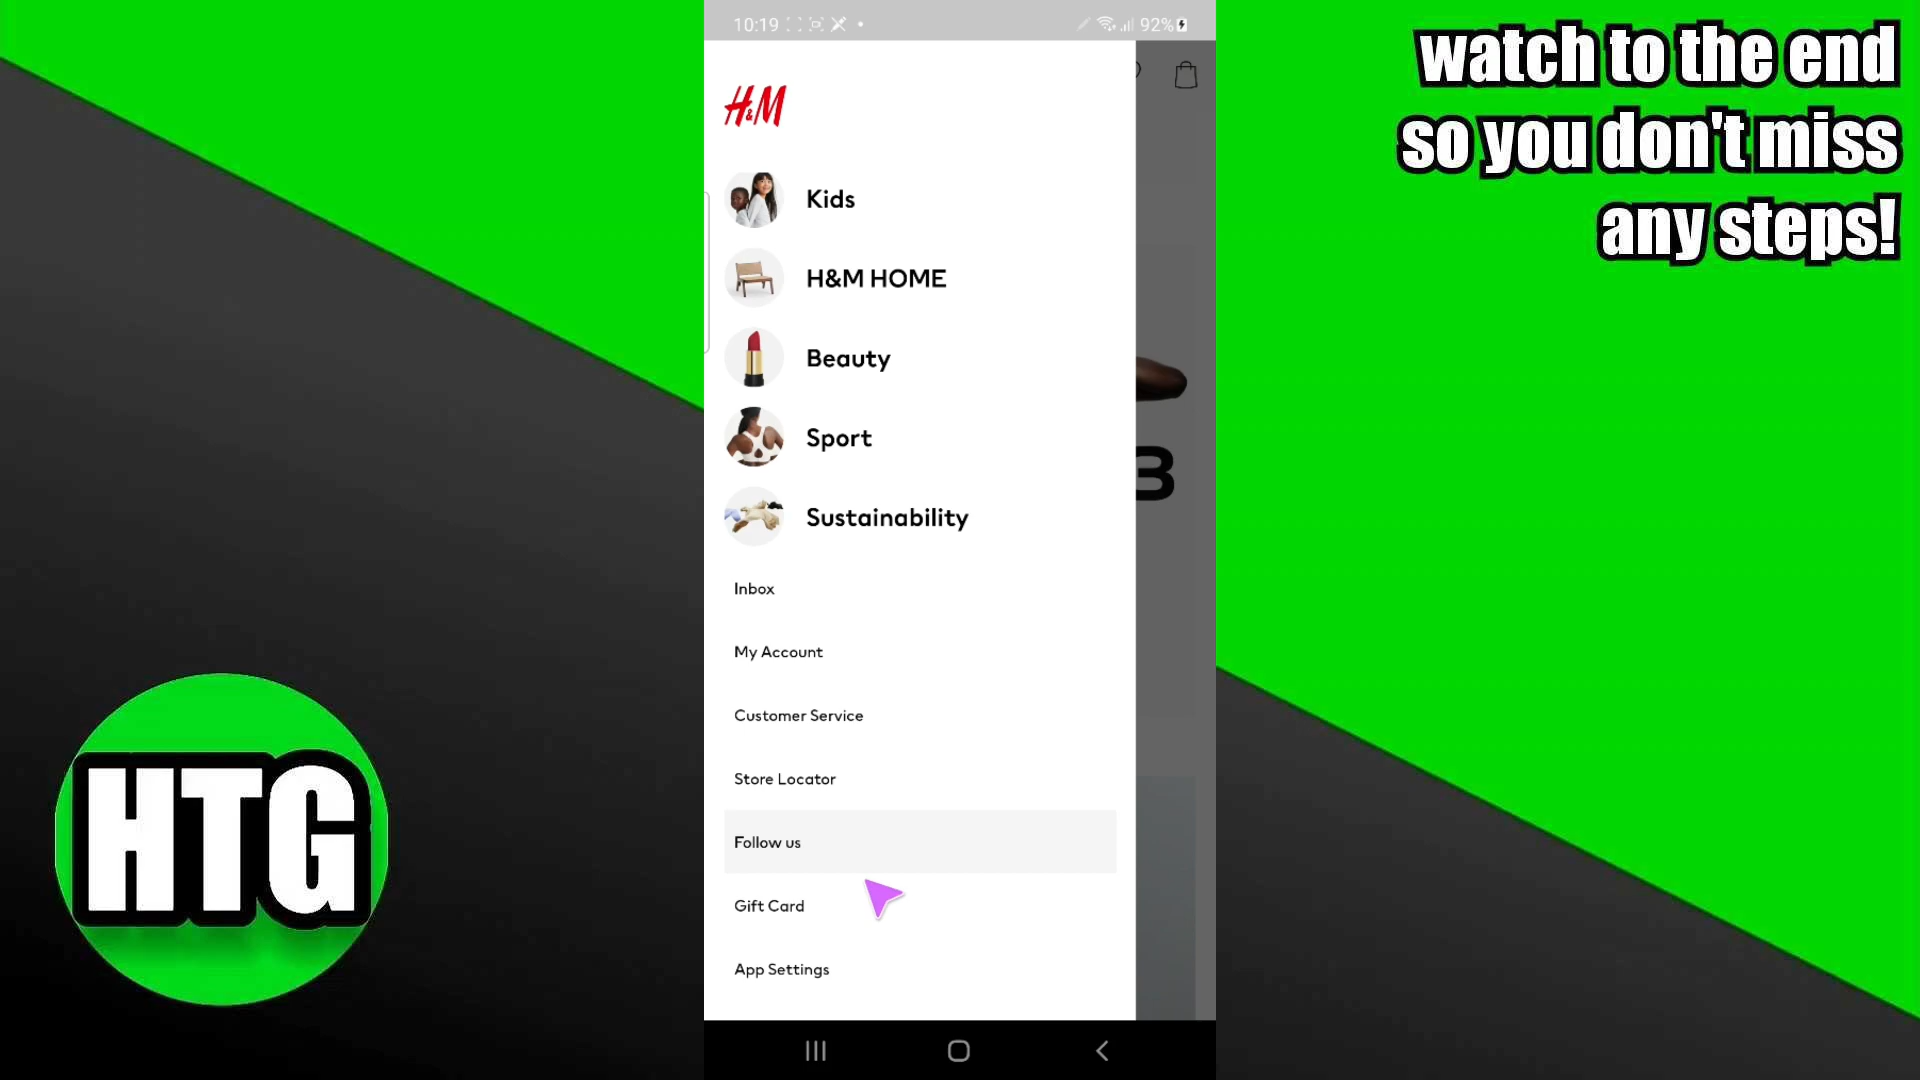 10:19
92%
watch to the end
so you don't miss
any steps!
H&M
Kids
H&M HOME
Beauty
Sport
3
Sustainability
Inbox
My Account
Customer Service
Store Locator
Follow us
Gift Card
App Settings
HTG